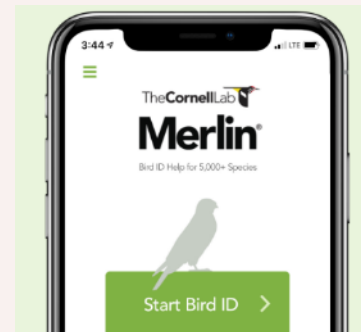 3:44 LTE
TheCornellLab
Merlin®
Bird ID Help for 5,000+ Species
Start Bird ID >